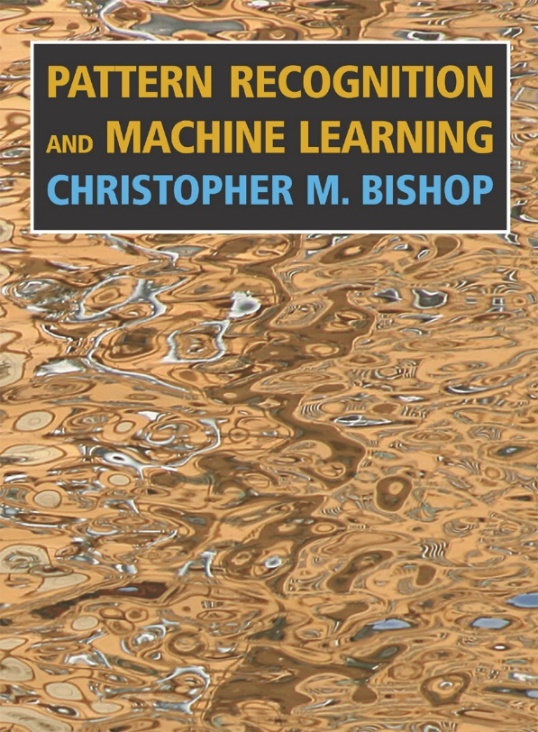 PATTERN RECOGNITION
AND MACHINE LEARNING
CHRISTOPHER M. BISHOP